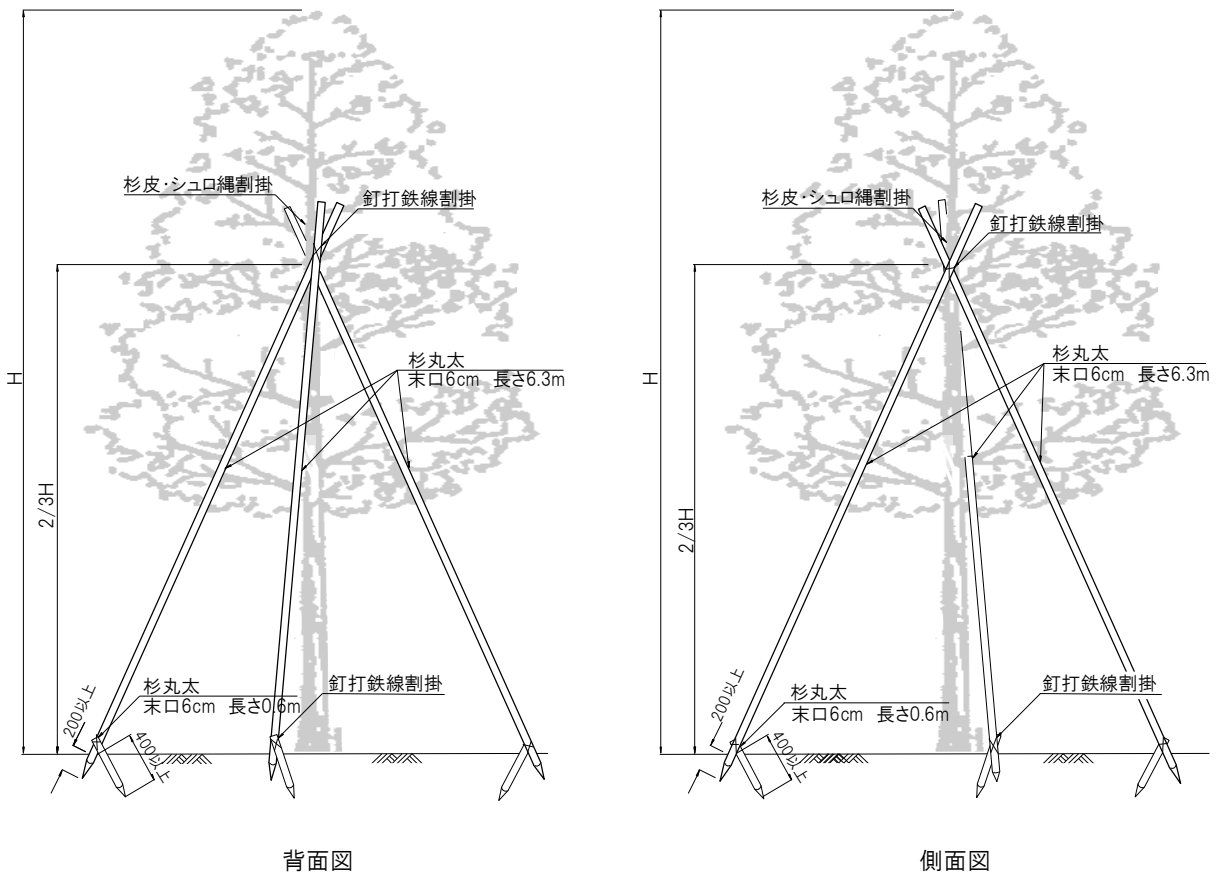 杉皮・シュロ縄割掛
釘打鉄線割掛
H
2/3H
杉丸太
末口6cm 長さ6.3m
杉丸太
末口6cm 長さ0.6m
釘打鉄線割掛
200以上
400以上
背面図
杉皮・シュロ縄割掛
釘打鉄線割掛
H
2/3H
杉丸太
末口6cm 長さ6.3m
杉丸太
末口6cm 長さ0.6m
釘打鉄線割掛
200以上
400以上
側面図